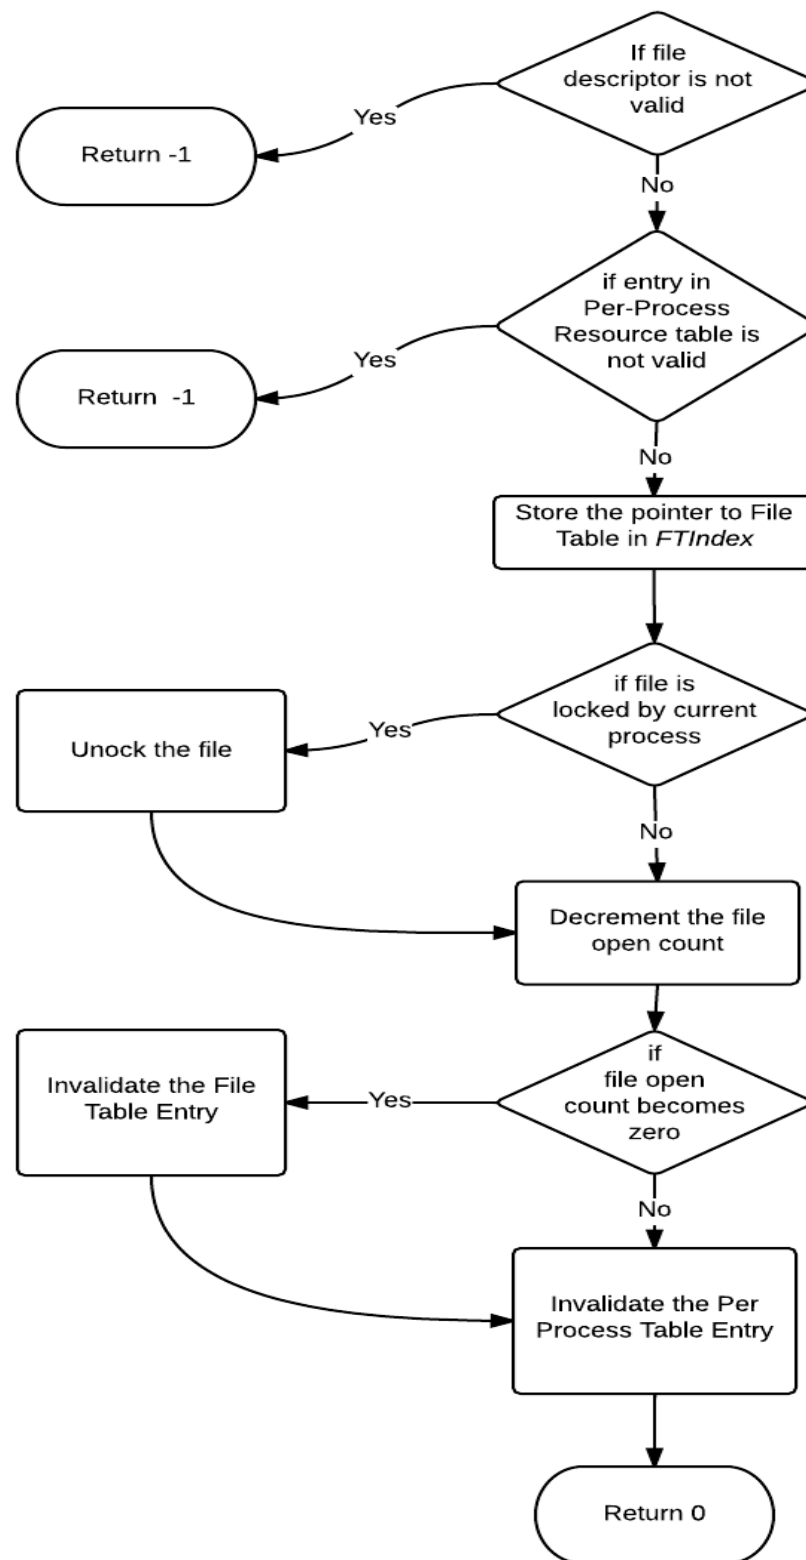 If file
descriptor is not
valid
Yes
Return -1
No
if entry in
Per-Process
Resource table is
not valid
Yes
Return  -1
No
Store the pointer to File
Table in FTIndex
if file is
locked by current
process
Yes
Unock the file
No
Decrement the file
open count
if
file open
count becomes
zero
Yes
Invalidate the File
Table Entry
No
Invalidate the Per
Process Table Entry
Return 0